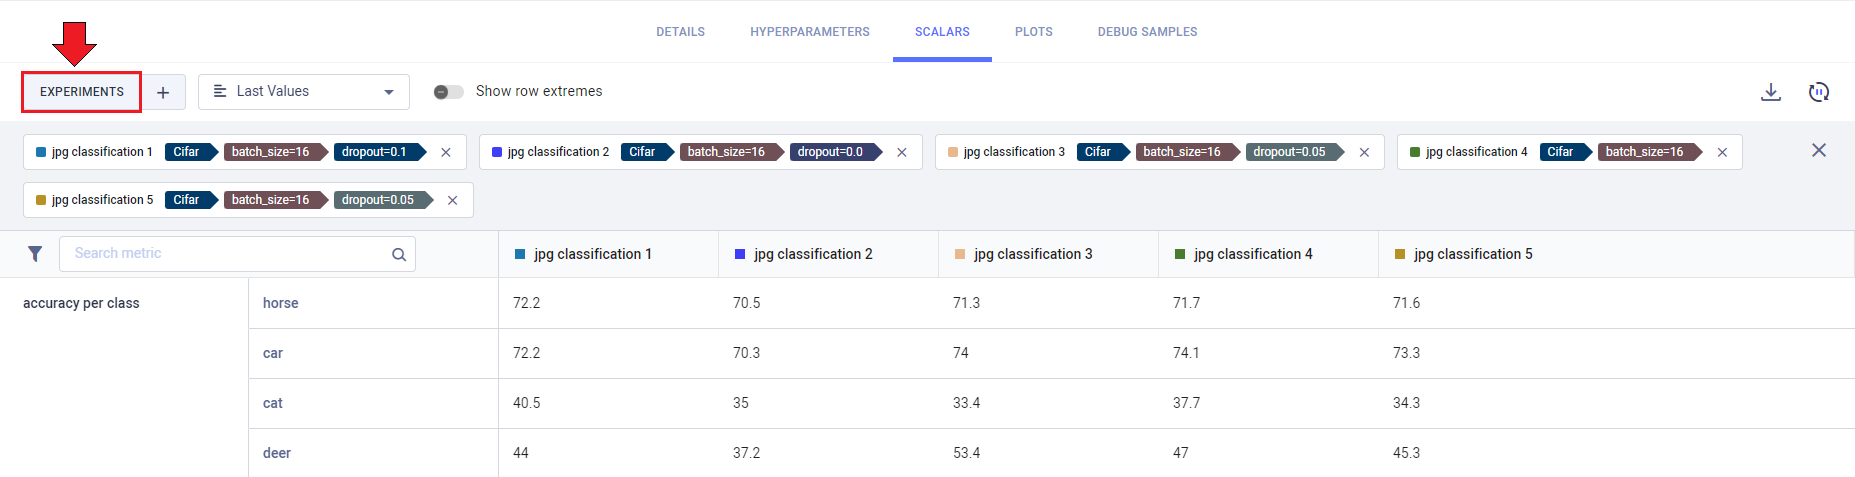 DETAILS HYPERPARAMETERS SCALARS PLOTS DEBUG SAMPLES
EXPERIMENTS + Last Values Show row extremes
jpg classification 1 Cifar batch_size=16 dropout=0.1 jpg classification 2 Cifar batch_size=16 dropout=0.0 jpg classification 3 Cifar batch_size=16 dropout=0.05 jpg classification 4 Cifar batch_size=16
jpg classification 5 Cifar batch_size=16 dropout=0.05
Search metric jpg classification 1 jpg classification 2 jpg classification 3 jpg classification 4 jpg classification 5
accuracy per class horse 72.2 70.5 71.3 71.7 71.6
car 72.2 70.3 74 74.1 73.3
cat 40.5 35 33.4 37.7 34.3
deer 44 37.2 53.4 47 45.3